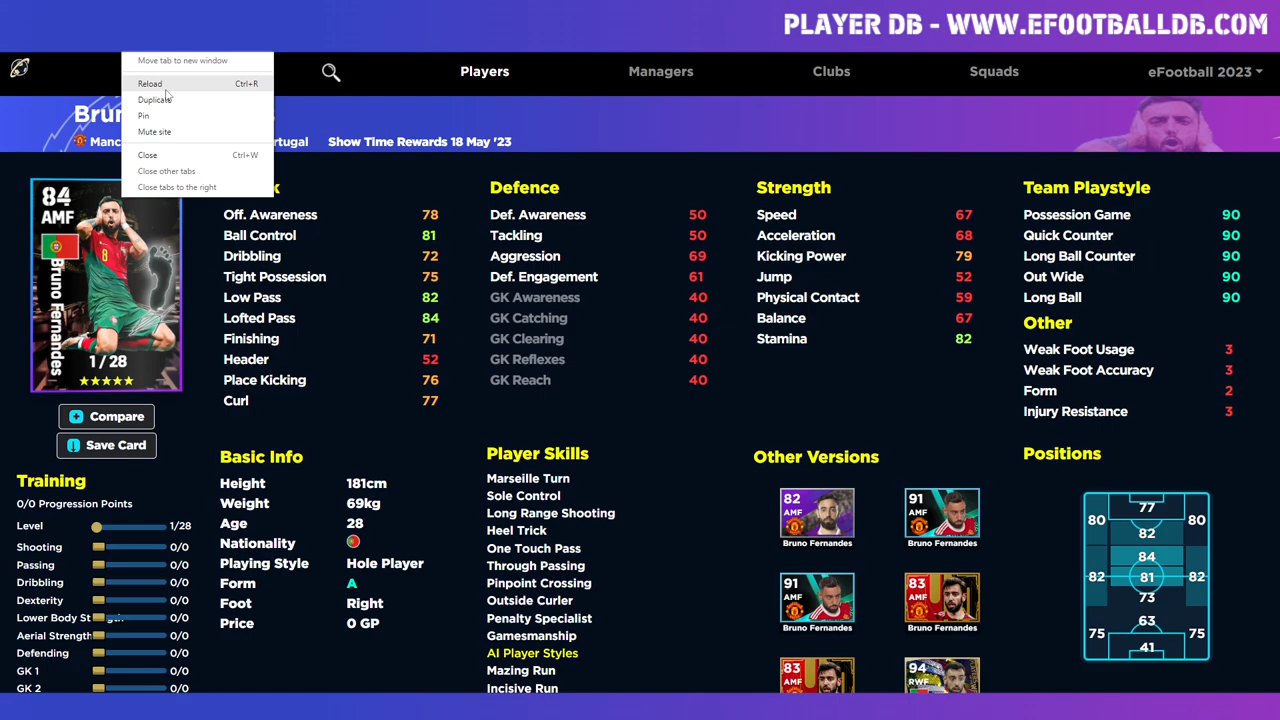 PLAYER DB - WWW.EFOOTBALLDB.COM
Move tab to new window
Reload Ctrl+R
Duplicate
Pin
Mute site
Close Ctrl+W
Close other tabs
Close tabs to the right
Players
Managers
Clubs
Squads
eFootball 2023
Show Time Rewards 18 May '23
84
AMF
Bruno Fernandes
8
1 / 28
★★★★★
Compare
Save Card
Off. Awareness 78
Ball Control 81
Dribbling 72
Tight Possession 75
Low Pass 82
Lofted Pass 84
Finishing 71
Header 52
Place Kicking 76
Curl 77
Defence
Def. Awareness 50
Tackling 50
Aggression 69
Def. Engagement 61
GK Awareness 40
GK Catching 40
GK Clearing 40
GK Reflexes 40
GK Reach 40
Strength
Speed 67
Acceleration 68
Kicking Power 79
Jump 52
Physical Contact 59
Balance 67
Stamina 82
Team Playstyle
Possession Game 90
Quick Counter 90
Long Ball Counter 90
Out Wide 90
Long Ball 90
Other
Weak Foot Usage 3
Weak Foot Accuracy 3
Form 2
Injury Resistance 3
Training
0/0 Progression Points
Level 1/28
Shooting 0/0
Passing 0/0
Dribbling 0/0
Dexterity 0/0
Lower Body Strength 0/0
Aerial Strength 0/0
Defending 0/0
GK 1 0/0
GK 2 0/0
Basic Info
Height 181cm
Weight 69kg
Age 28
Nationality
Playing Style Hole Player
Form A
Foot Right
Price 0 GP
Player Skills
Marseille Turn
Sole Control
Long Range Shooting
Heel Trick
One Touch Pass
Through Passing
Pinpoint Crossing
Outside Curler
Penalty Specialist
Gamesmanship
AI Player Styles
Mazing Run
Incisive Run
Other Versions
82
AMF
Bruno Fernandes
91
AMF
Bruno Fernandes
91
AMF
Bruno Fernandes
83
AMF
Bruno Fernandes
83
AMF
94
RWF
Positions
77
80 80
82
84
82 81 82
73
63
75 75
41